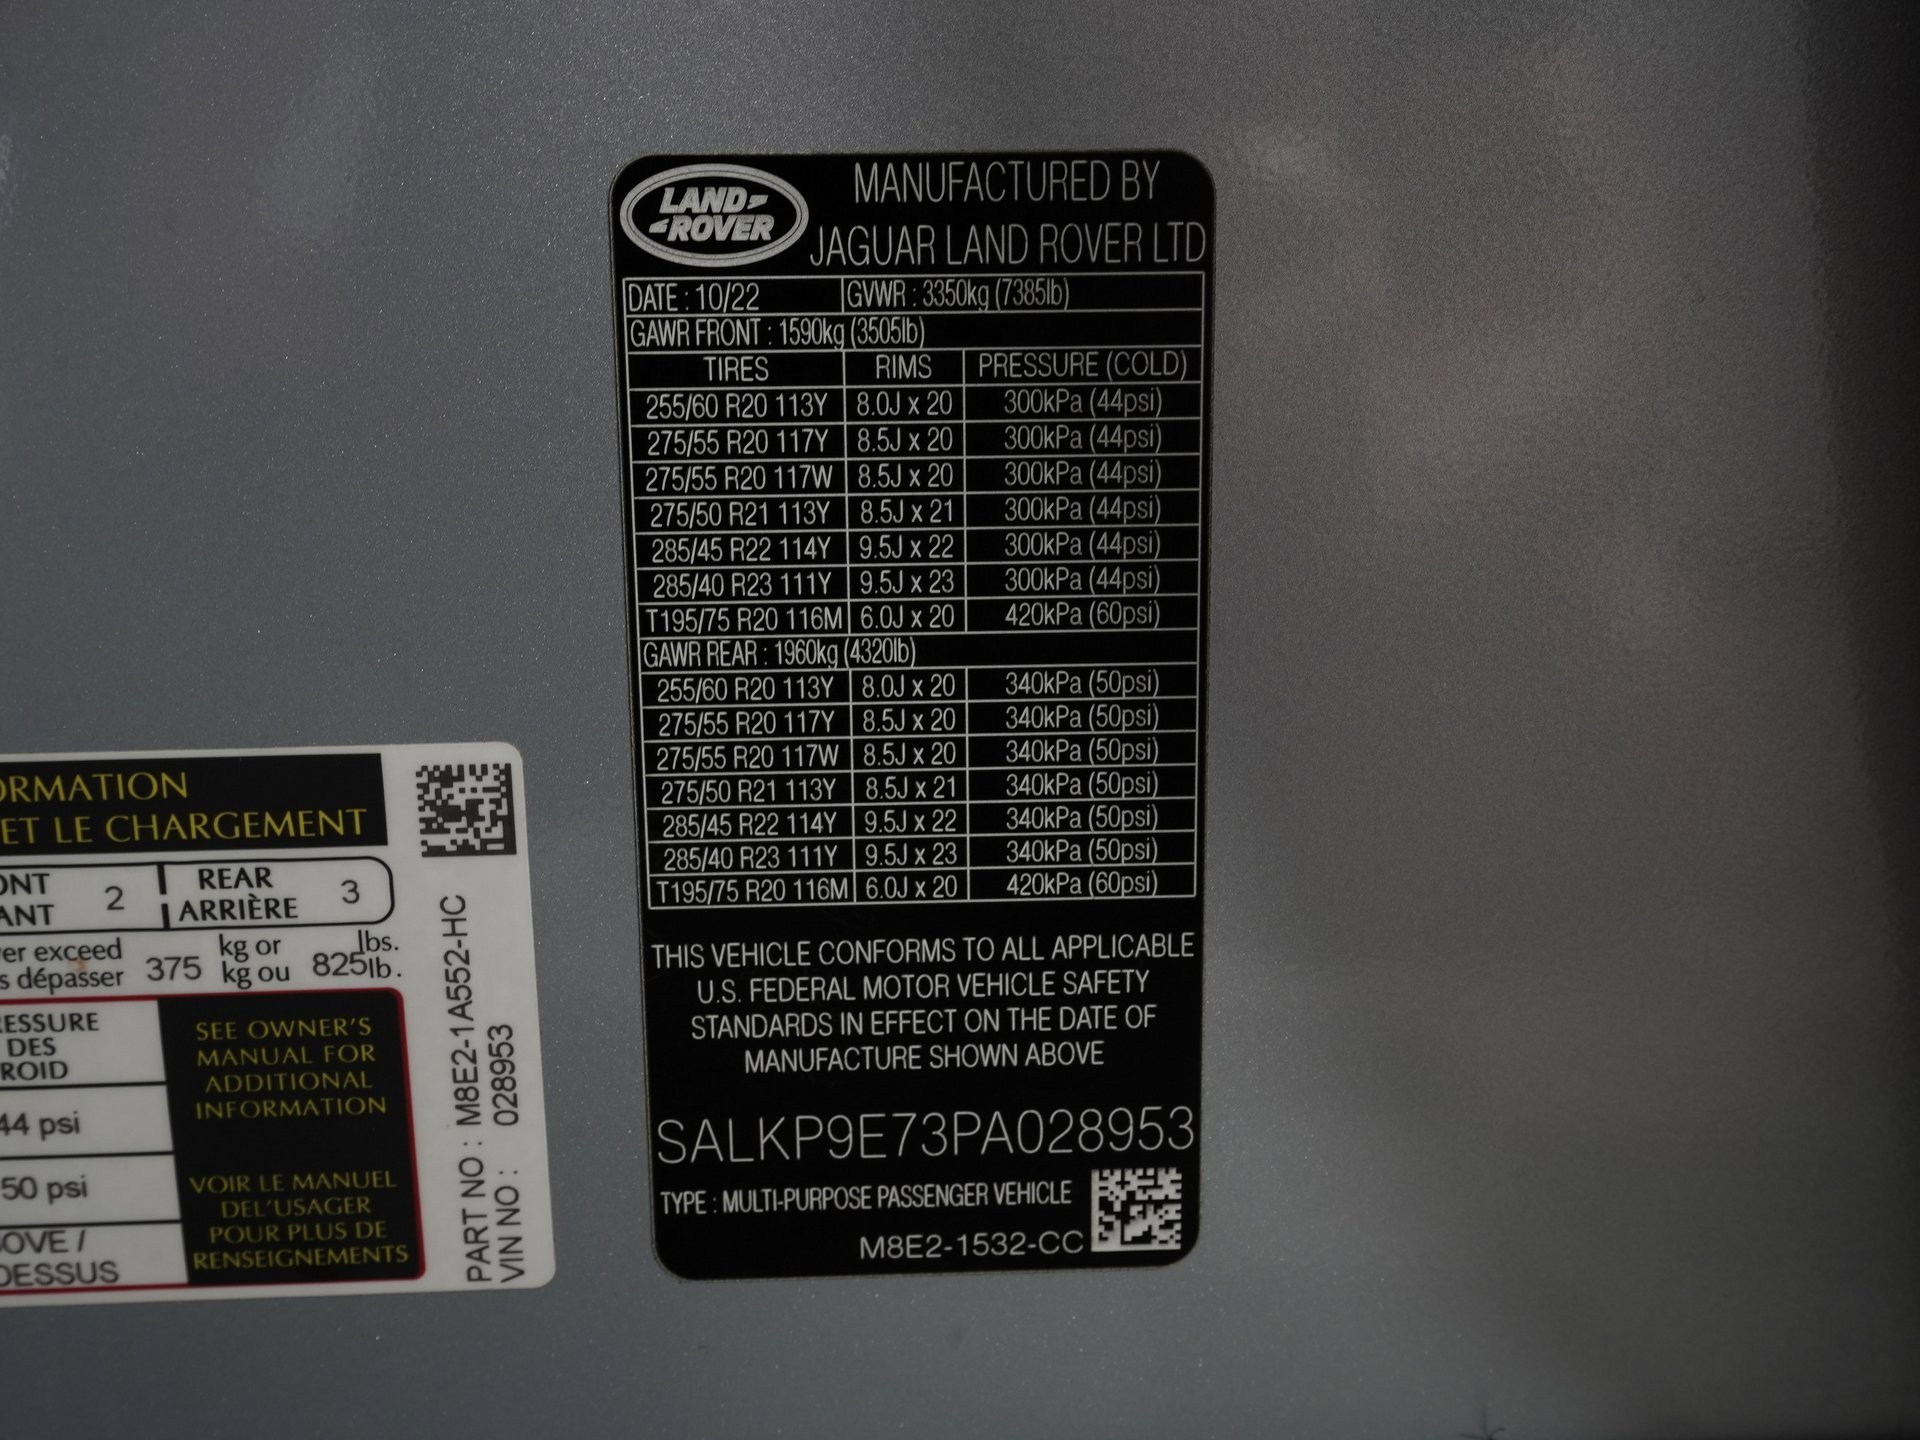 LAND
ROVER
MANUFACTURED BY
JAGUAR LAND ROVER LTD
DATE : 10/22 GVWR : 3350kg (7385lb)
GAWR FRONT : 1590kg (3505lb)
TIRES RIMS PRESSURE (COLD)
255/60 R20 113Y 8.0J x 20 300kPa (44psi)
275/55 R20 117Y 8.5J x 20 300kPa (44psi)
275/55 R20 117W 8.5J x 20 300kPa (44psi)
275/50 R21 113Y 8.5J x 21 300kPa (44psi)
285/45 R22 114Y 9.5J x 22 300kPa (44psi)
285/40 R23 111Y 9.5J x 23 300kPa (44psi)
T195/75 R20 116M 6.0J x 20 420kPa (60psi)
GAWR REAR : 1960kg (4320lb)
255/60 R20 113Y 8.0J x 20 340kPa (50psi)
275/55 R20 117Y 8.5J x 20 340kPa (50psi)
275/55 R20 117W 8.5J x 20 340kPa (50psi)
275/50 R21 113Y 8.5J x 21 340kPa (50psi)
285/45 R22 114Y 9.5J x 22 340kPa (50psi)
285/40 R23 111Y 9.5J x 23 340kPa (50psi)
T195/75 R20 116M 6.0J x 20 420kPa (60psi)
THIS VEHICLE CONFORMS TO ALL APPLICABLE
U.S. FEDERAL MOTOR VEHICLE SAFETY
STANDARDS IN EFFECT ON THE DATE OF
MANUFACTURE SHOWN ABOVE
SALKP9E73PA028953
TYPE : MULTI-PURPOSE PASSENGER VEHICLE
M8E2-1532-CC
ORMATION
ET LE CHARGEMENT
ONT 2 REAR 3
ANT ARRIÈRE
er exceed 375 kg or 825 lbs.
s dépasser kg ou lb.
ESSURE
DES
ROID
44 psi
50 psi
OVE /
DESSUS
SEE OWNER'S
MANUAL FOR
ADDITIONAL
INFORMATION
VOIR LE MANUEL
DEL'USAGER
POUR PLUS DE
RENSEIGNEMENTS
PART NO : M8E2-1A552-HC
VIN NO : 028953